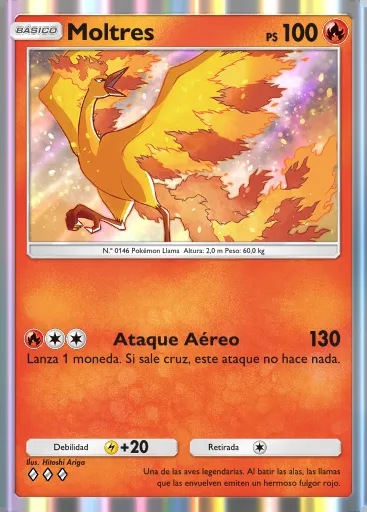 BÁSICO Moltres PS 100
N.º 0146 Pokémon Llama Altura: 2,0 m Peso: 60,0 kg
Ataque Aéreo 130
Lanza 1 moneda. Si sale cruz, este ataque no hace nada.
Debilidad +20 Retirada
Ilus. Hitoshi Ariga
Una de las aves legendarias. Al batir las alas, las llamas
que las envuelven emiten un hermoso fulgor rojo.